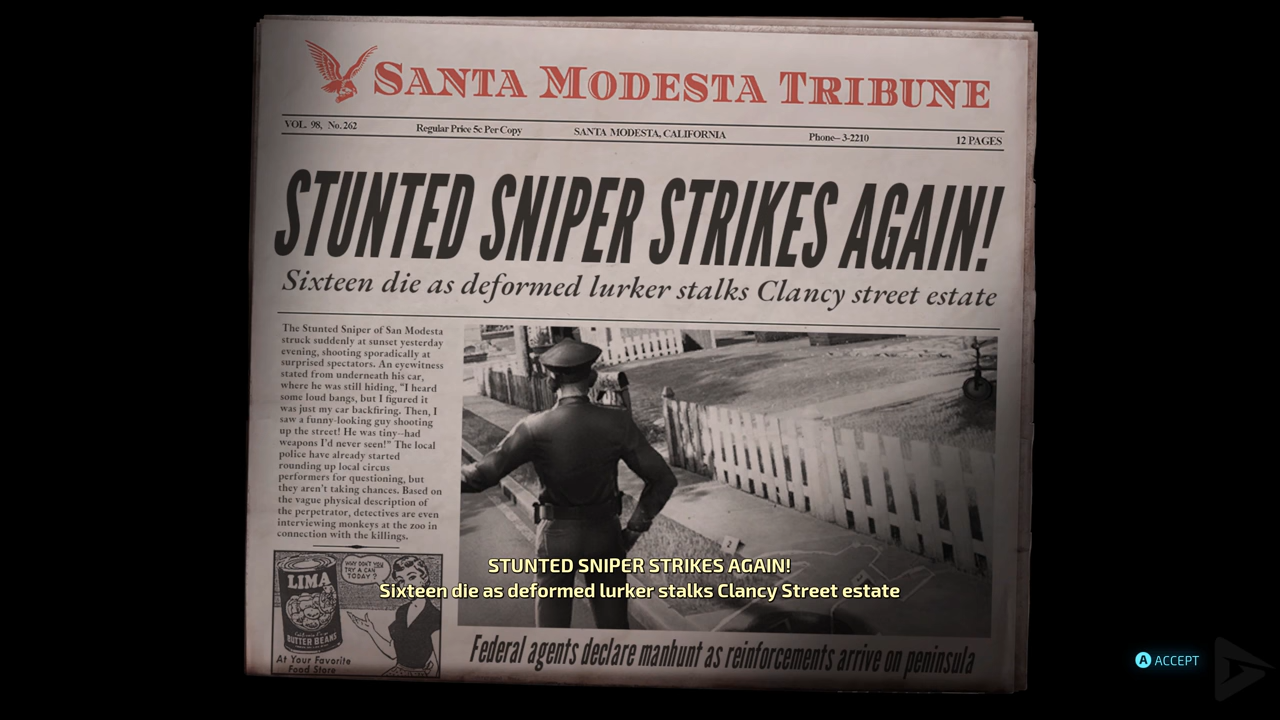 SANTA MODESTA TRIBUNE
VOL. 98, No.262 Regular Price 5c Per Copy SANTA MODESTA, CALIFORNIA Phone– 3-2210 12 PAGES
STUNTED SNIPER STRIKES AGAIN!
Sixteen die as deformed lurker stalks Clancy street estate
The Stunted Sniper of San Modesta
struck suddenly at sunset yesterday
evening, shooting sporadically at
surprised spectators. An eyewitness
stated from underneath his car,
where he was still hiding, "I heard
some loud bangs, but I figured it
was just my car backfiring. Then, I
saw a funny-looking guy shooting
up the street! He was tiny—had
weapons I'd never seen!" The local
police have already started
rounding up local circus
performers for questioning, but
they aren't taking chances. Based on
the vague physical description of
the perpetrator, detectives are even
interviewing monkeys at the zoo in
connection with the killings.
LIMA
BUTTER BEANS
WHY DON'T YOU
TRY A CAN
TODAY?
At Your Favorite
Food Store
2
STUNTED SNIPER STRIKES AGAIN!
Sixteen die as deformed lurker stalks Clancy Street estate
Federal agents declare manhunt as reinforcements arrive on peninsula
A ACCEPT